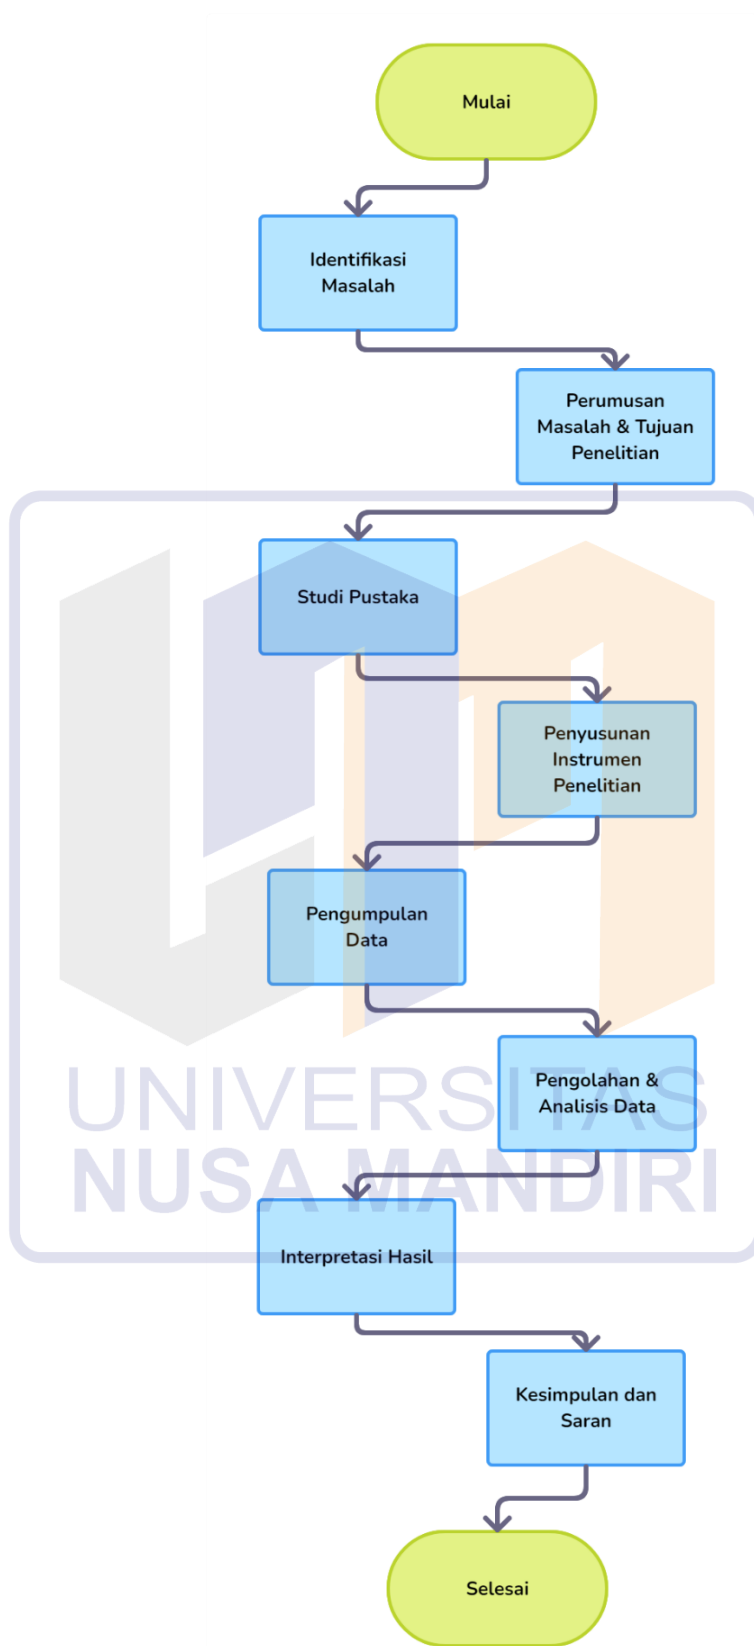 Mulai
Identifikasi
Masalah
Perumusan
Masalah & Tujuan
Penelitian
Studi Pustaka
Penyusunan
Instrumen
Penelitian
Pengumpulan
Data
Pengolahan &
Analisis Data
UNIVERSITAS
NUSA MANDIRI
Interpretasi Hasil
Kesimpulan dan
Saran
Selesai